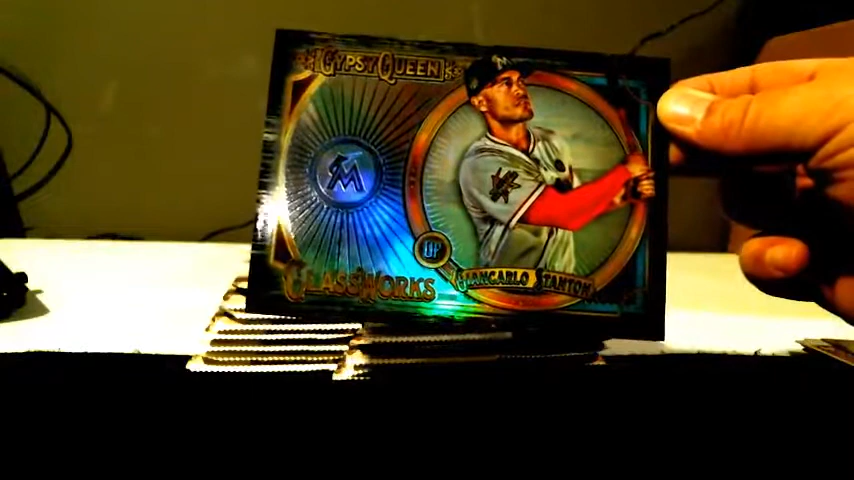 GYPSY QUEEN
M
OF
GIANCARLO STANTON
GLASSWORKS